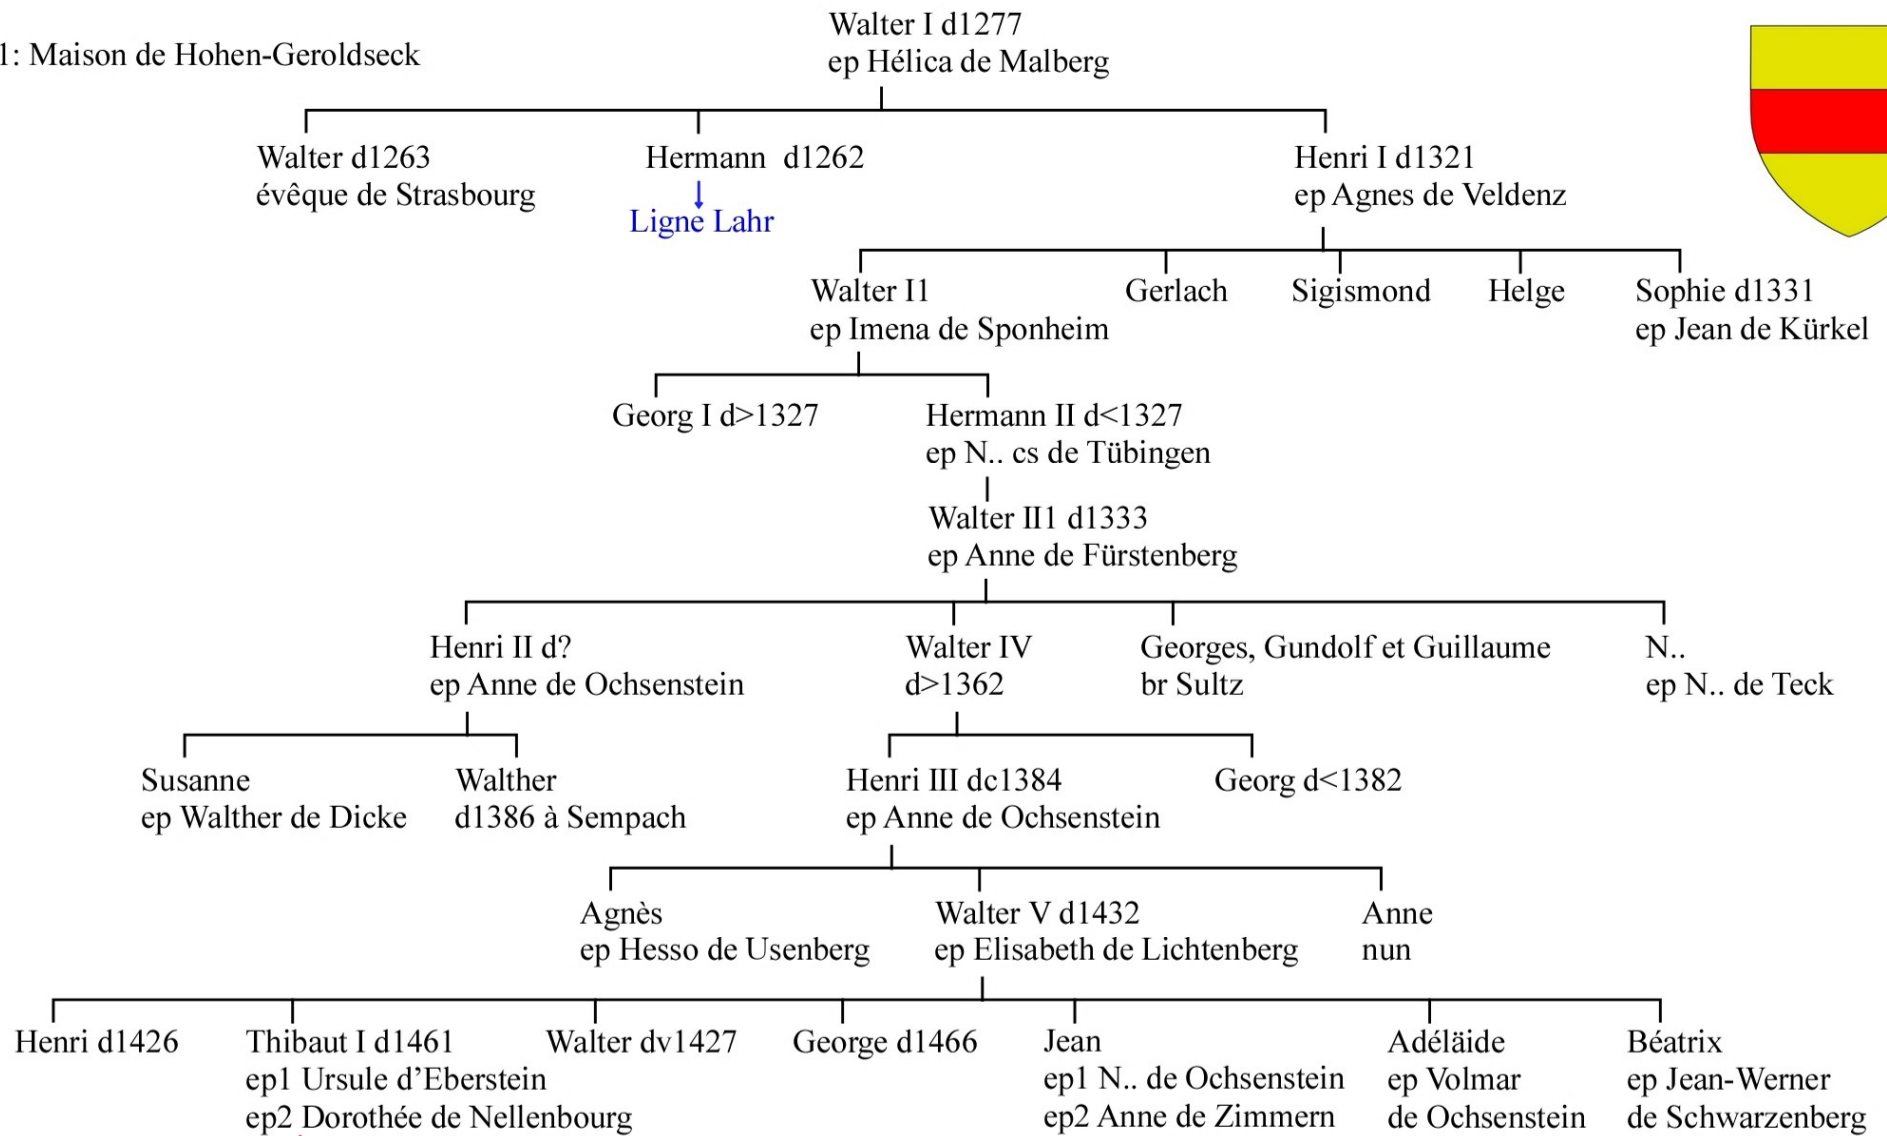 Walter I d1277
1: Maison de Hohen-Geroldseck
ep Hélica de Malberg
Walter d1263
évêque de Strasbourg
Hermann d1262
Ligne Lahr
Henri I d1321
ep Agnes de Veldenz
Walter I1
ep Imena de Sponheim
Gerlach
Sigismond
Helge
Sophie d1331
ep Jean de Kürkel
Georg I d>1327
Hermann II d<1327
ep N.. cs de Tübingen
Walter II1 d1333
ep Anne de Fürstenberg
Henri II d?
ep Anne de Ochsenstein
Walter IV
d>1362
Georges, Gundolf et Guillaume
br Sultz
N..
ep N.. de Teck
Susanne
ep Walther de Dicke
Walther
d1386 à Sempach
Henri III dc1384
ep Anne de Ochsenstein
Georg d<1382
Agnès
ep Hesso de Usenberg
Walter V d1432
ep Elisabeth de Lichtenberg
Anne
nun
Henri d1426
Thibaut I d1461
ep1 Ursule d’Eberstein
ep2 Dorothée de Nellenbourg
Walter dv1427
George d1466
Jean
ep1 N.. de Ochsenstein
ep2 Anne de Zimmern
Adéläide
ep Volmar
de Ochsenstein
Béatrix
ep Jean-Werner
de Schwarzenberg